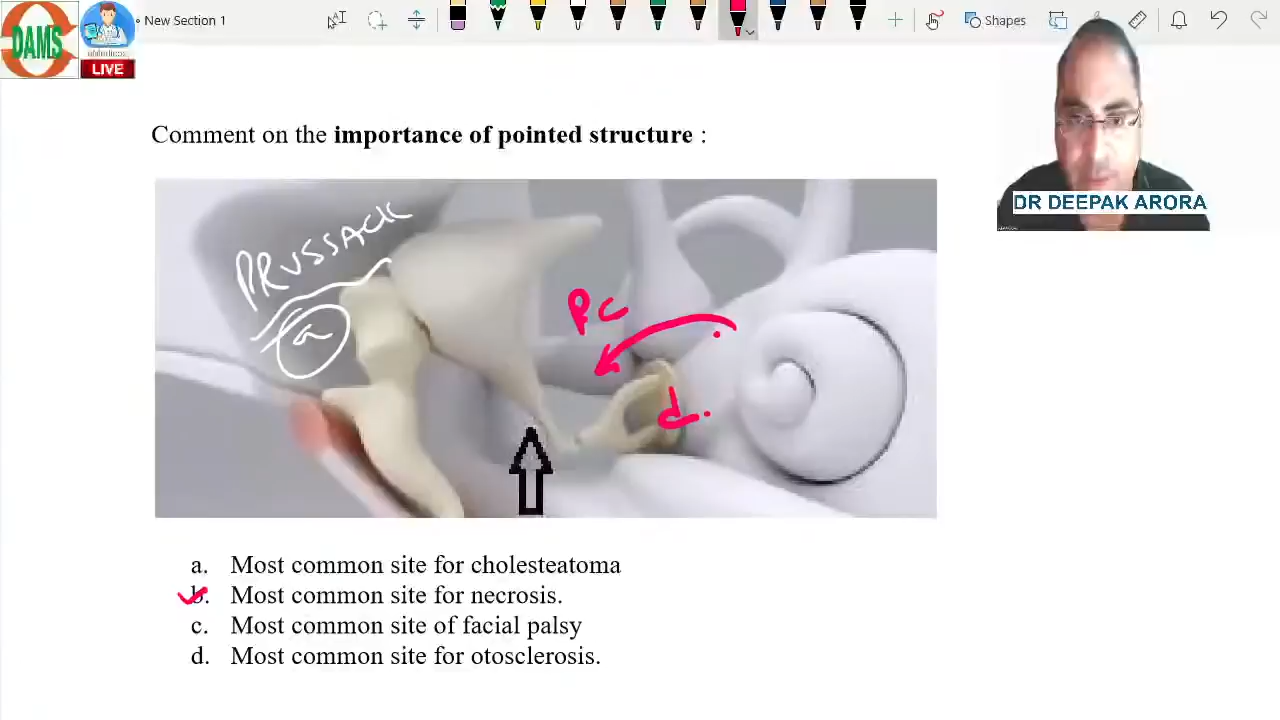 New Section 1
Shapes
DAMS
LIVE
Comment on the importance of pointed structure :
DR DEEPAK ARORA
PRUSSACK
a
d
a. Most common site for cholesteatoma
b. Most common site for necrosis.
c. Most common site of facial palsy
d. Most common site for otosclerosis.